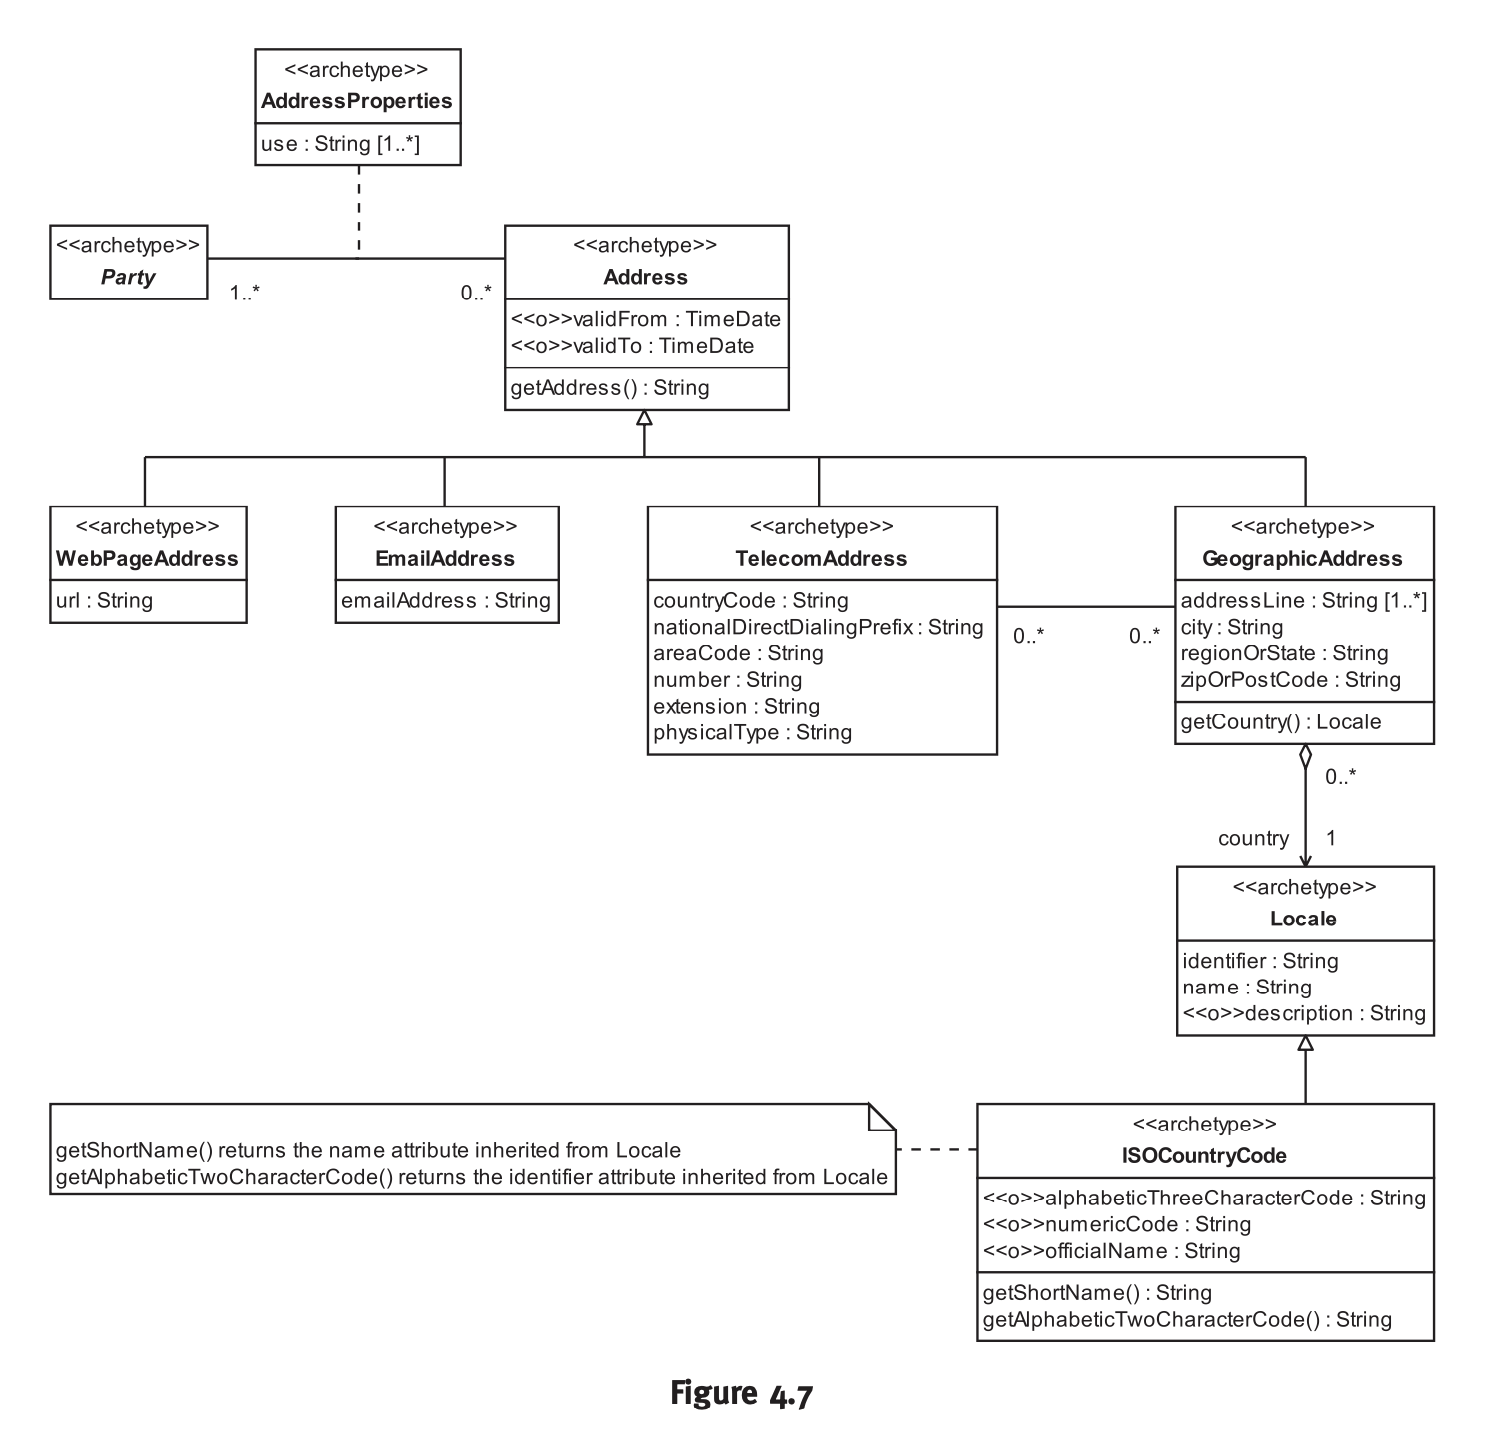 <<archetype>>
AddressProperties
use : String [1..*]
<<archetype>>
Party
1..*
0..*
<<archetype>>
Address
<<o>>validFrom : TimeDate
<<o>>validTo : TimeDate
getAddress() : String
<<archetype>>
WebPageAddress
url : String
<<archetype>>
EmailAddress
emailAddress : String
<<archetype>>
TelecomAddress
countryCode : String
nationalDirectDialingPrefix : String
areaCode : String
number : String
extension : String
physicalType : String
0..*
0..*
<<archetype>>
GeographicAddress
addressLine : String [1..*]
city : String
regionOrState : String
zipOrPostCode : String
getCountry() : Locale
0..*
country
1
<<archetype>>
Locale
identifier : String
name : String
<<o>>description : String
getShortName() returns the name attribute inherited from Locale
getAlphabeticTwoCharacterCode() returns the identifier attribute inherited from Locale
<<archetype>>
ISOCountryCode
<<o>>alphabeticThreeCharacterCode : String
<<o>>numericCode : String
<<o>>officialName : String
getShortName() : String
getAlphabeticTwoCharacterCode() : String
Figure 4.7